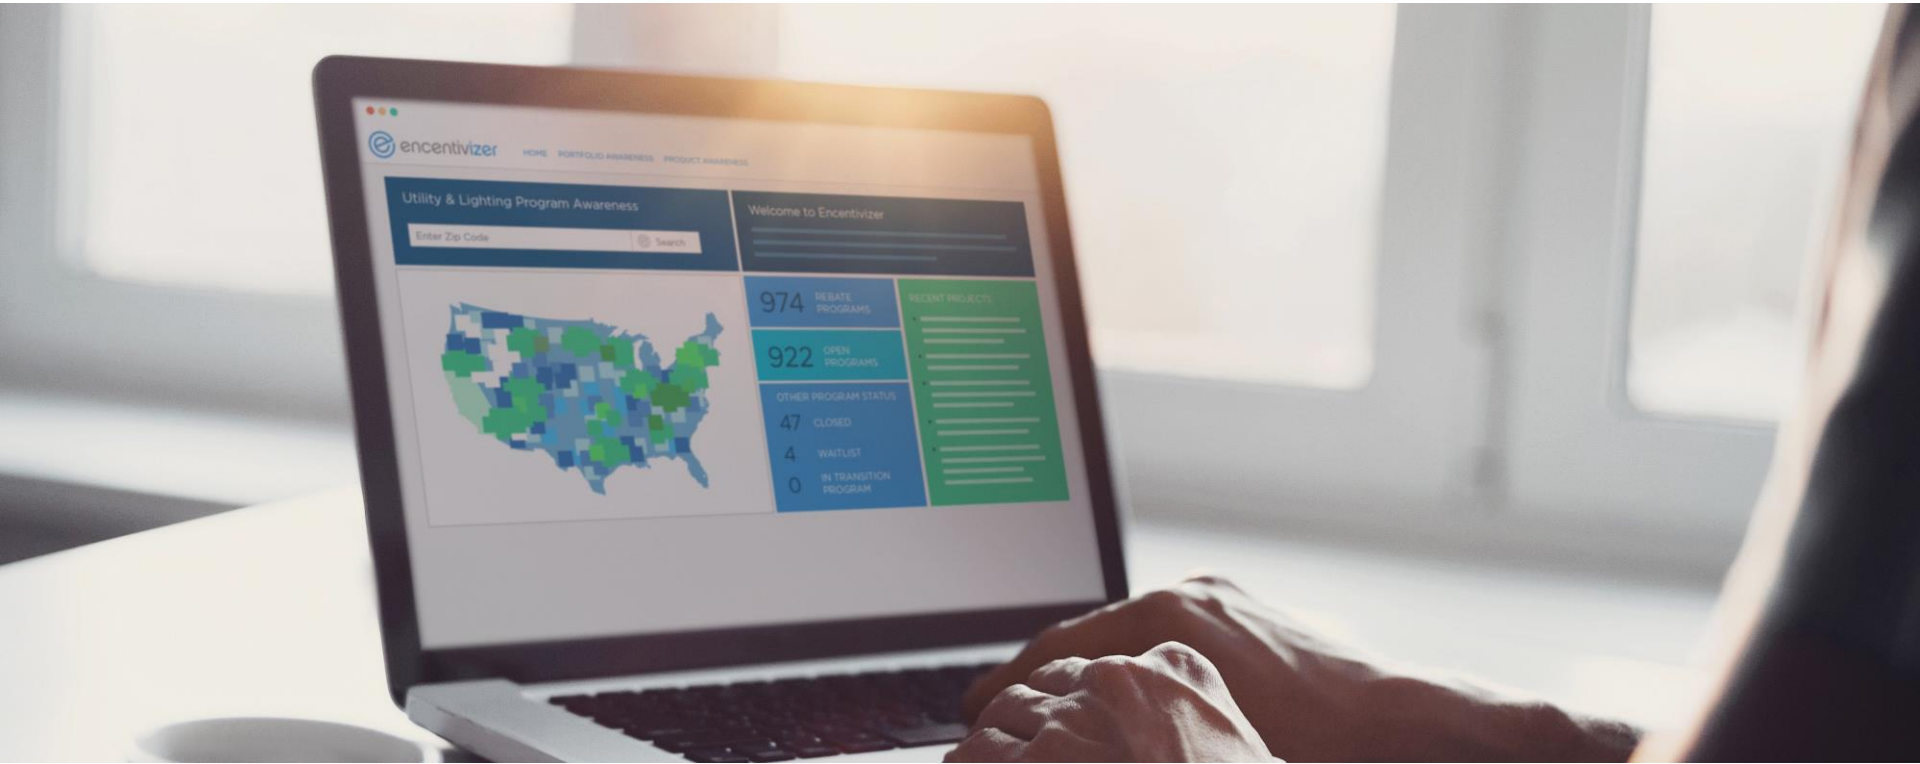 encentivizer
HOME PORTFOLIO AWARENESS PRODUCT AWARENESS
Utility & Lighting Program Awareness
Enter Zip Code
Search
Welcome to Encentivizer
974 REBATE
PROGRAMS
922 OPEN
PROGRAMS
OTHER PROGRAM STATUS
47 CLOSED
4 WAITLIST
0 IN TRANSITION
PROGRAM
RECENT PROJECTS